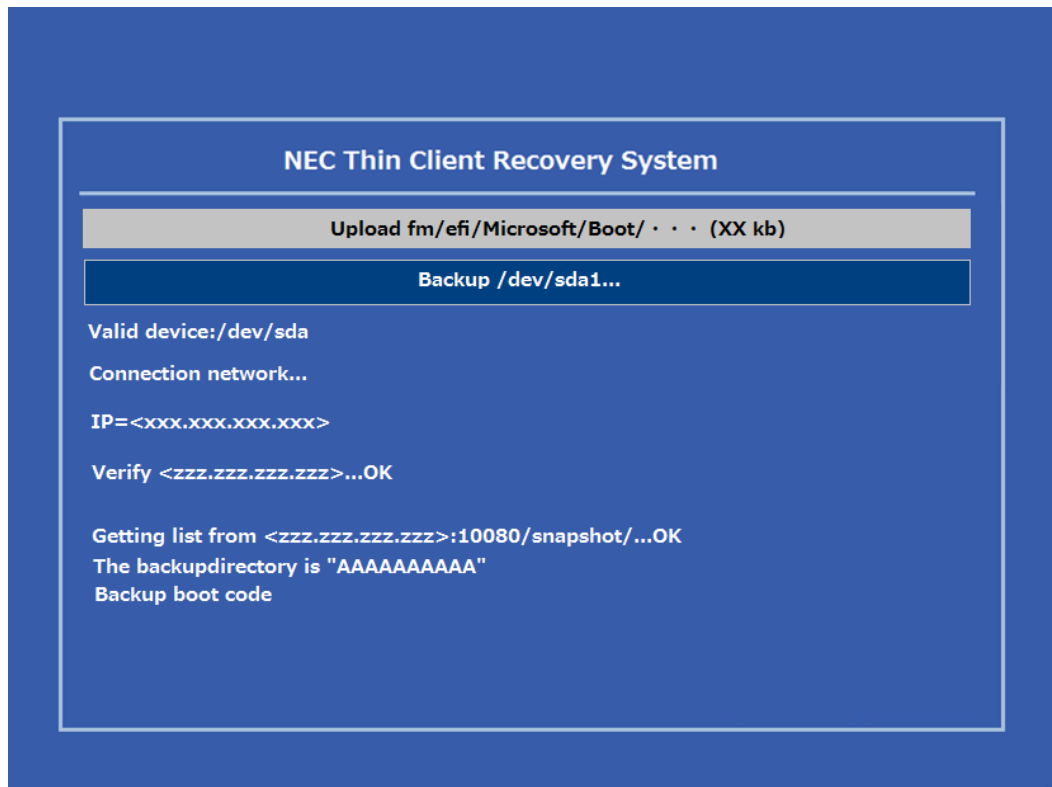 NEC Thin Client Recovery System
Upload fm/efi/Microsoft/Boot/・・・ (XX kb)
Backup /dev/sda1...
Valid device:/dev/sda
Connection network...
IP=<xxx.xxx.xxx.xxx>
Verify <zzz.zzz.zzz.zzz>...OK
Getting list from <zzz.zzz.zzz.zzz>:10080/snapshot/...OK
The backupdirectory is "AAAAAAAAAA"
Backup boot code